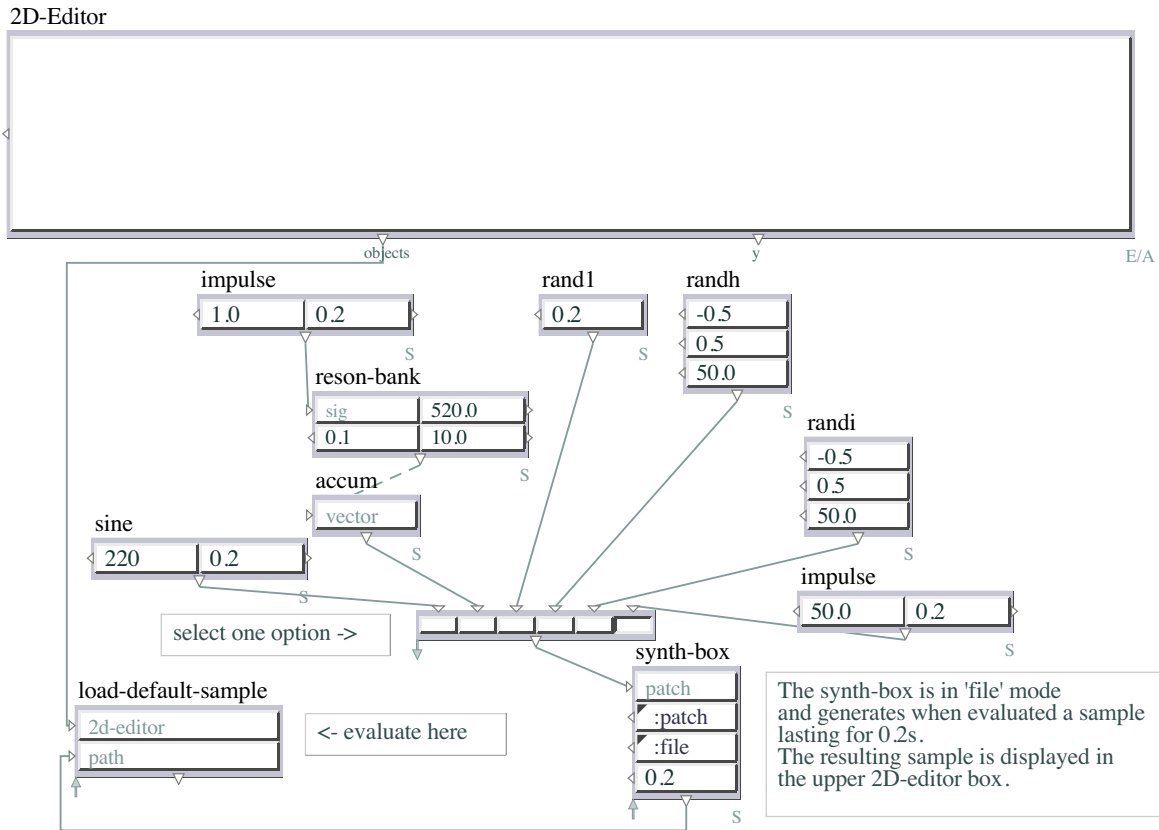 2D-Editor
objects
y
E/A
impulse
1.0 0.2
S
rand1
0.2
S
randh
-0.5
0.5
50.0
S
reson-bank
sig 520.0
0.1 10.0
S
randi
-0.5
0.5
50.0
S
accum
vector
S
sine
220 0.2
S
impulse
50.0 0.2
S
select one option ->
synth-box
patch
:patch
:file
0.2
S
load-default-sample
2d-editor
path
<- evaluate here
The synth-box is in 'file' mode
and generates when evaluated a sample
lasting for 0.2s.
The resulting sample is displayed in
the upper 2D-editor box.